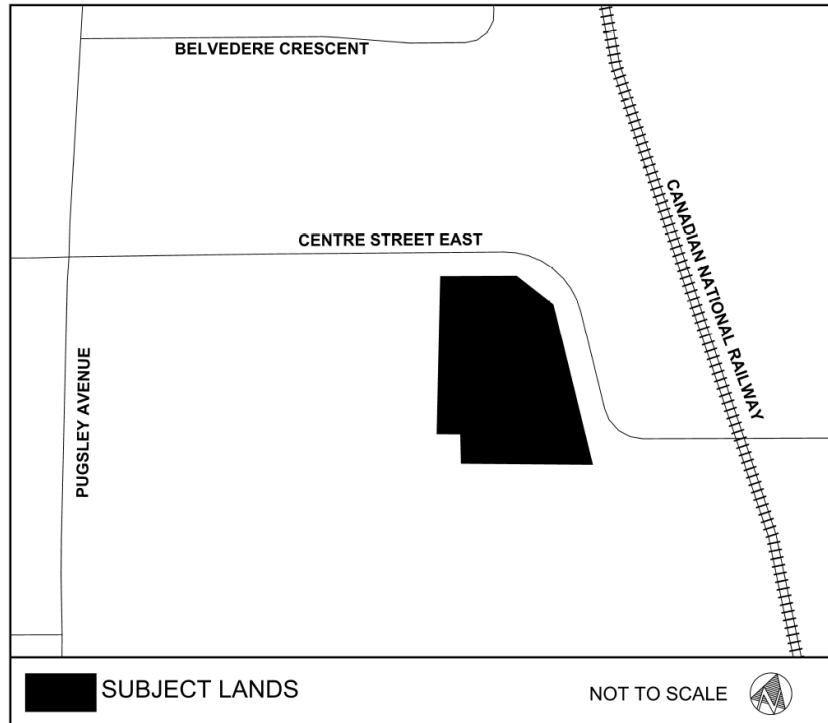 BELVEDERE CRESCENT
CANADIAN NATIONAL RAILWAY
CENTRE STREET EAST
PUGSLEY AVENUE
SUBJECT LANDS
NOT TO SCALE